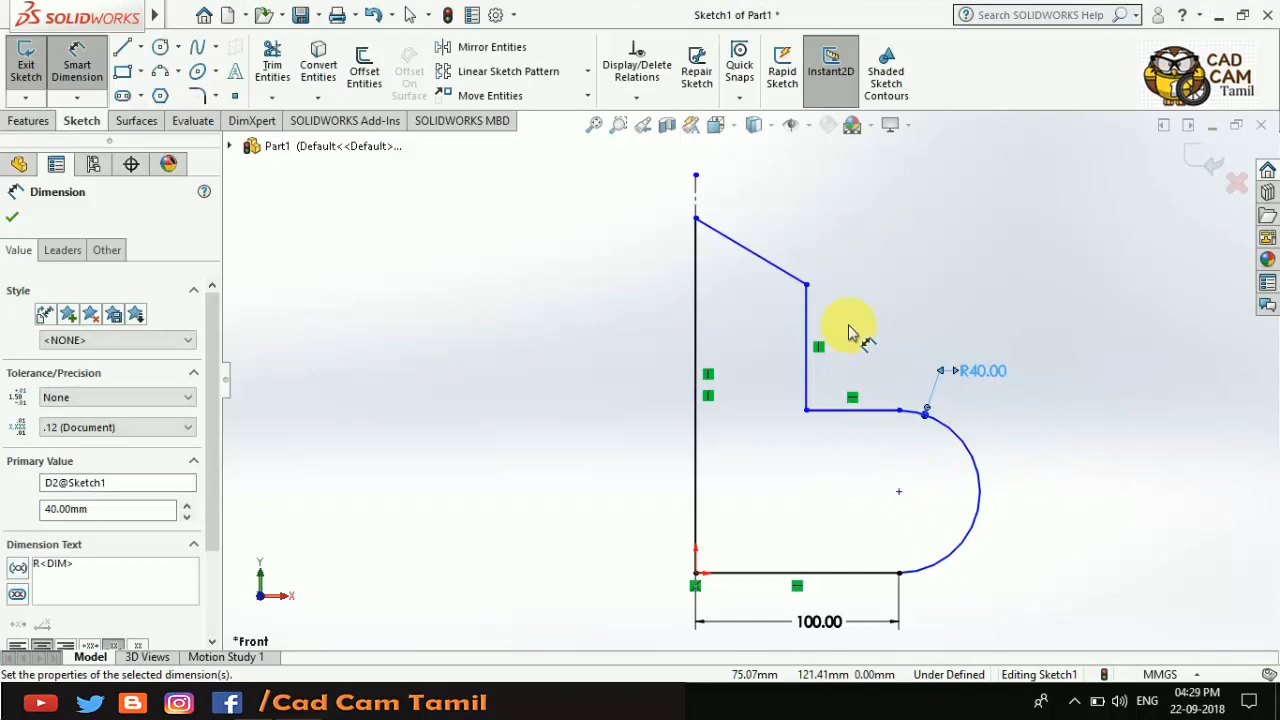 SOLIDWORKS
Sketch1 of Part1 *
Search SOLIDWORKS Help
Exit Sketch
Smart Dimension
Trim Entities
Convert Entities
Offset Entities
Offset On Surface
Mirror Entities
Linear Sketch Pattern
Move Entities
Display/Delete Relations
Repair Sketch
Quick Snaps
Rapid Sketch
Instant2D
Shaded Sketch Contours
CAD
CAM
Tamil
Features
Sketch
Surfaces
Evaluate
DimXpert
SOLIDWORKS Add-Ins
SOLIDWORKS MBD
Part1 (Default<<Default>...
Dimension
Value
Leaders
Other
Style
<NONE>
Tolerance/Precision
None
.12 (Document)
Primary Value
D2@Sketch1
40.00mm
Dimension Text
R<DIM>
R40.00
100.00
Y
X
*Front
Model
3D Views
Motion Study 1
Set the properties of the selected dimension(s).
75.07mm
121.41mm
0.00mm
Under Defined
Editing Sketch1
MMGS
/Cad Cam Tamil
ENG
04:29 PM
22-09-2018